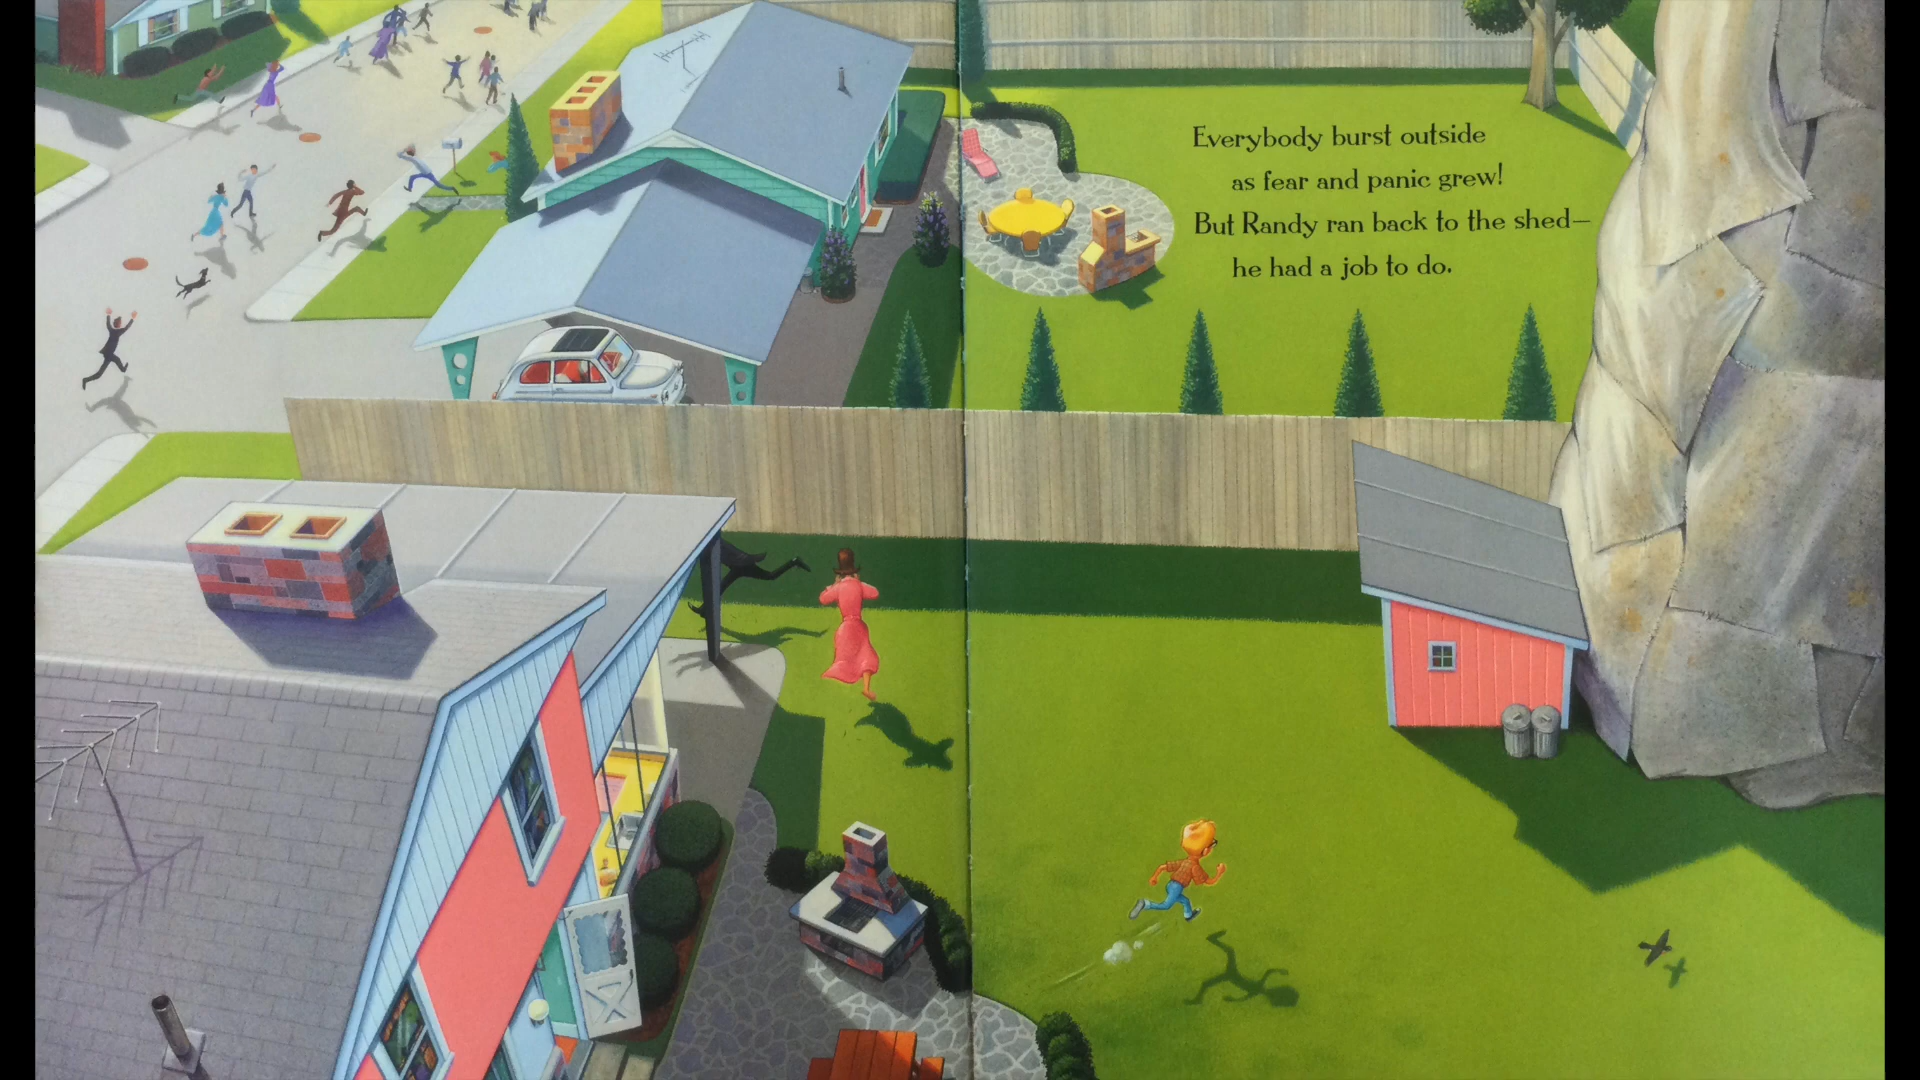 Everybody burst outside
as fear and panic grew!
But Randy ran back to the shed—
he had a job to do.